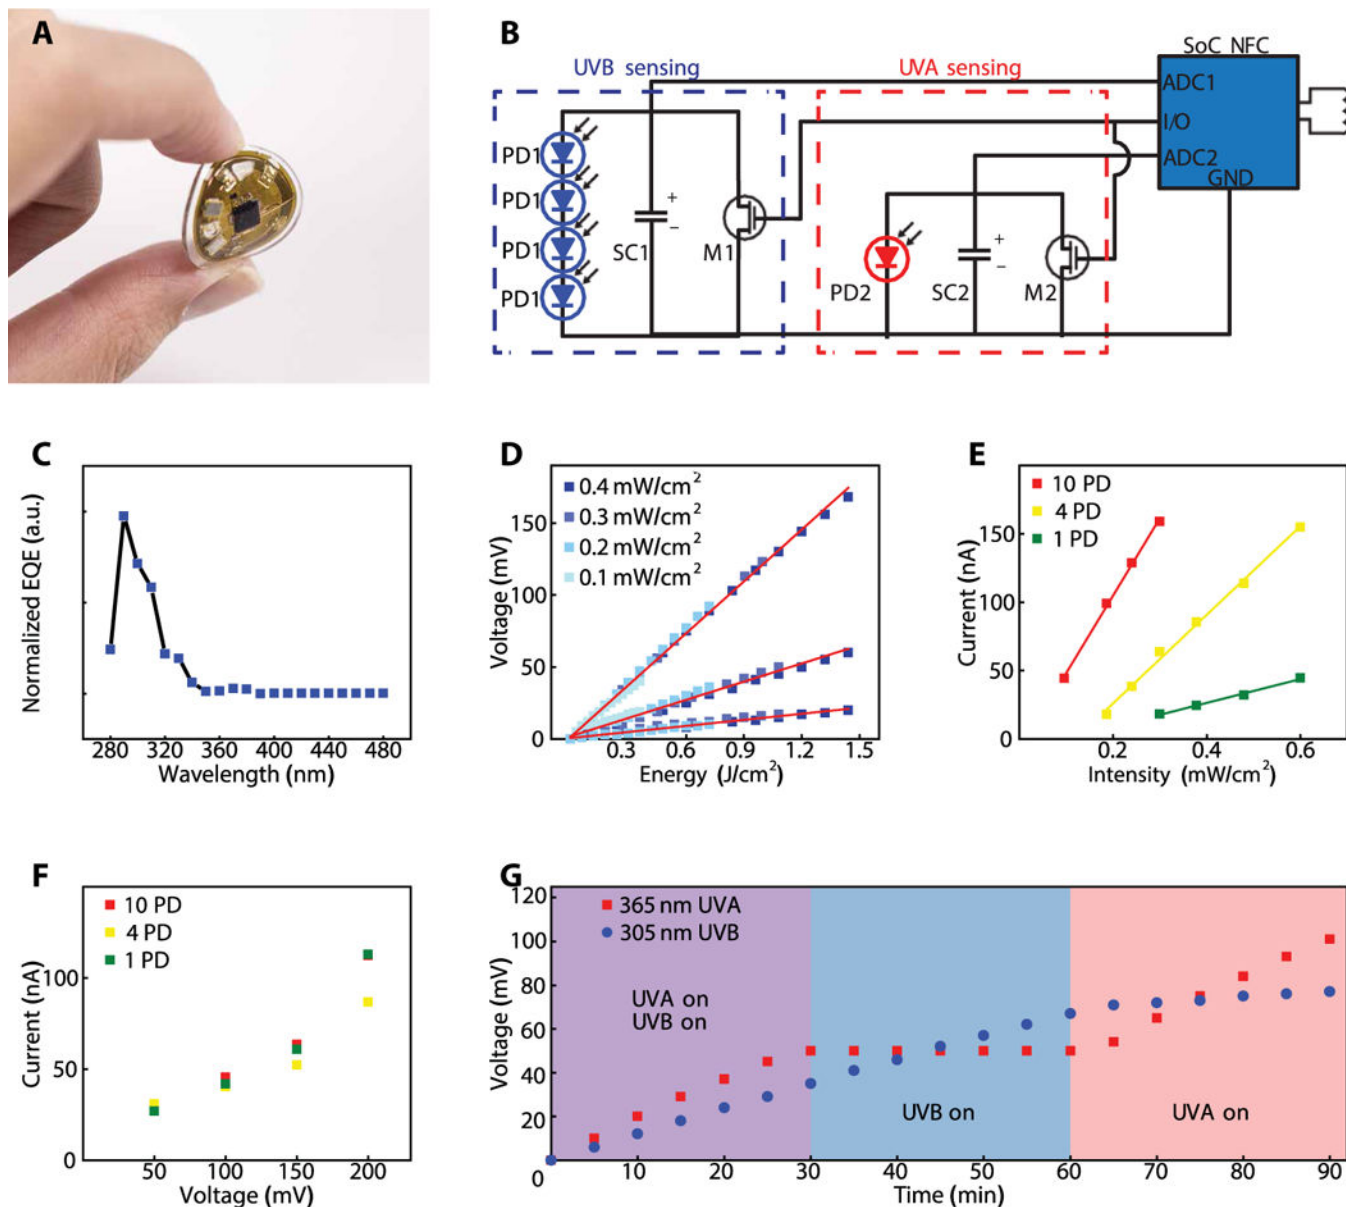 A
B
SoC NFC
UVB sensing
UVA sensing
ADC1
I/O
ADC2
GND
PD1
PD1
PD1
PD1
+
−
SC1
M1
PD2
+
−
SC2
M2
C
Normalized EQE (a.u.)
280 320 360 400 440 480
Wavelength (nm)
D
0.4 mW/cm²
0.3 mW/cm²
0.2 mW/cm²
0.1 mW/cm²
Voltage (mV)
150
100
50
0
0.3 0.6 0.9 1.2 1.5
Energy (J/cm²)
E
10 PD
4 PD
1 PD
Current (nA)
150
100
50
0
0.2 0.4 0.6
Intensity (mW/cm²)
F
10 PD
4 PD
1 PD
Current (nA)
100
50
0
50 100 150 200
Voltage (mV)
G
365 nm UVA
305 nm UVB
Voltage (mV)
120
100
80
60
40
20
0
UVA on
UVB on
UVB on
UVA on
10 20 30 40 50 60 70 80 90
Time (min)